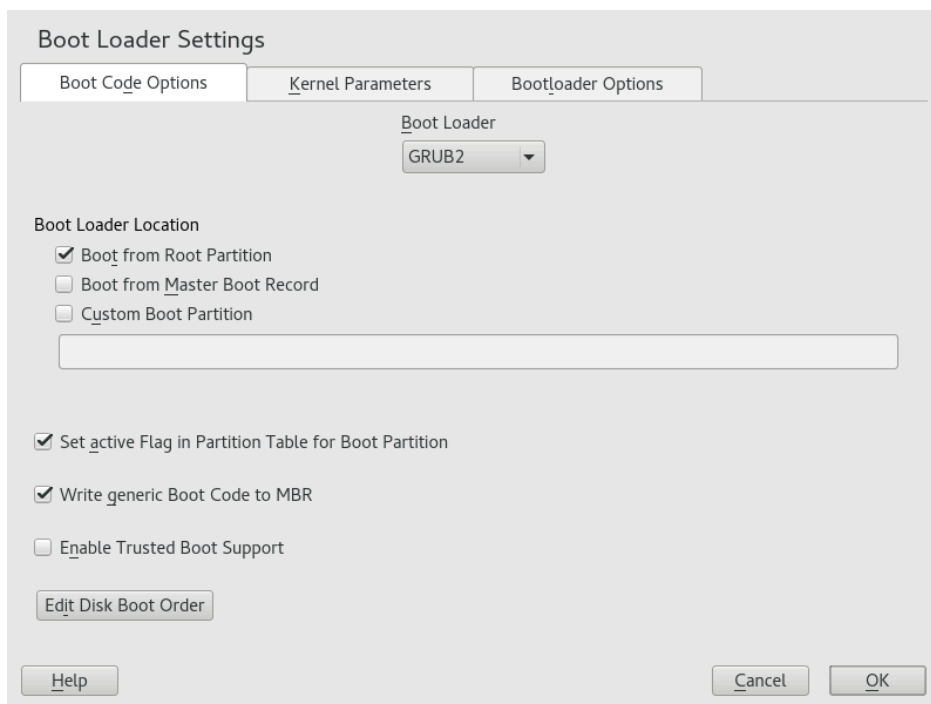 Boot Loader Settings
Boot Code Options
Kernel Parameters
Bootloader Options
Boot Loader
GRUB2
Boot Loader Location
Boot from Root Partition
Boot from Master Boot Record
Custom Boot Partition
Set active Flag in Partition Table for Boot Partition
Write generic Boot Code to MBR
Enable Trusted Boot Support
Edit Disk Boot Order
Help
Cancel
OK